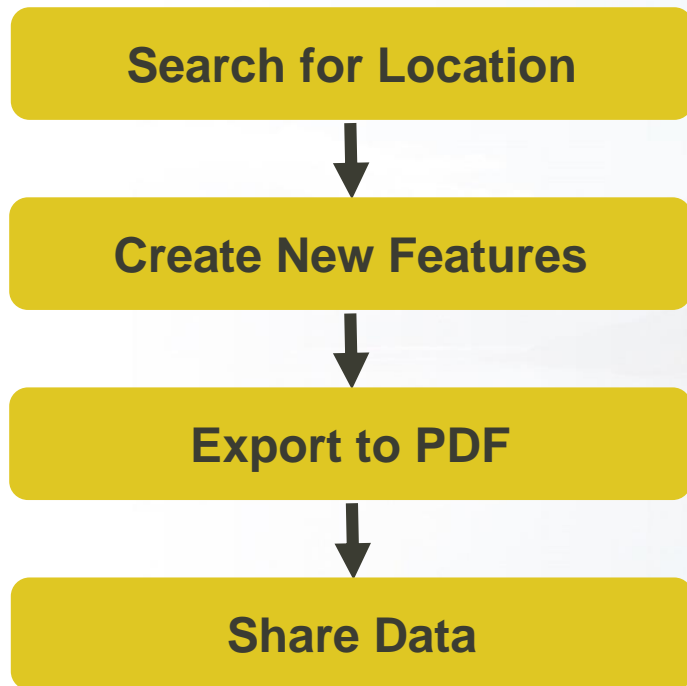 Search for Location
Create New Features
Export to PDF
Share Data